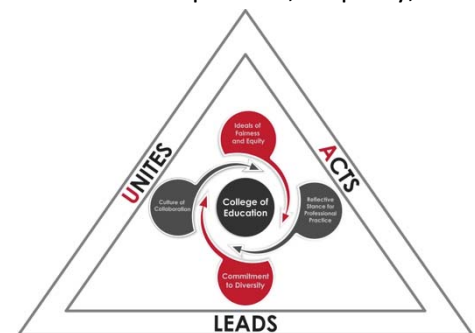 UNITES
ACTS
LEADS
Ideals of
Fairness
and Equity
Culture of
Collaboration
College of
Education
Reflective
Stance for
Professional
Practice
Commitment
to Diversity